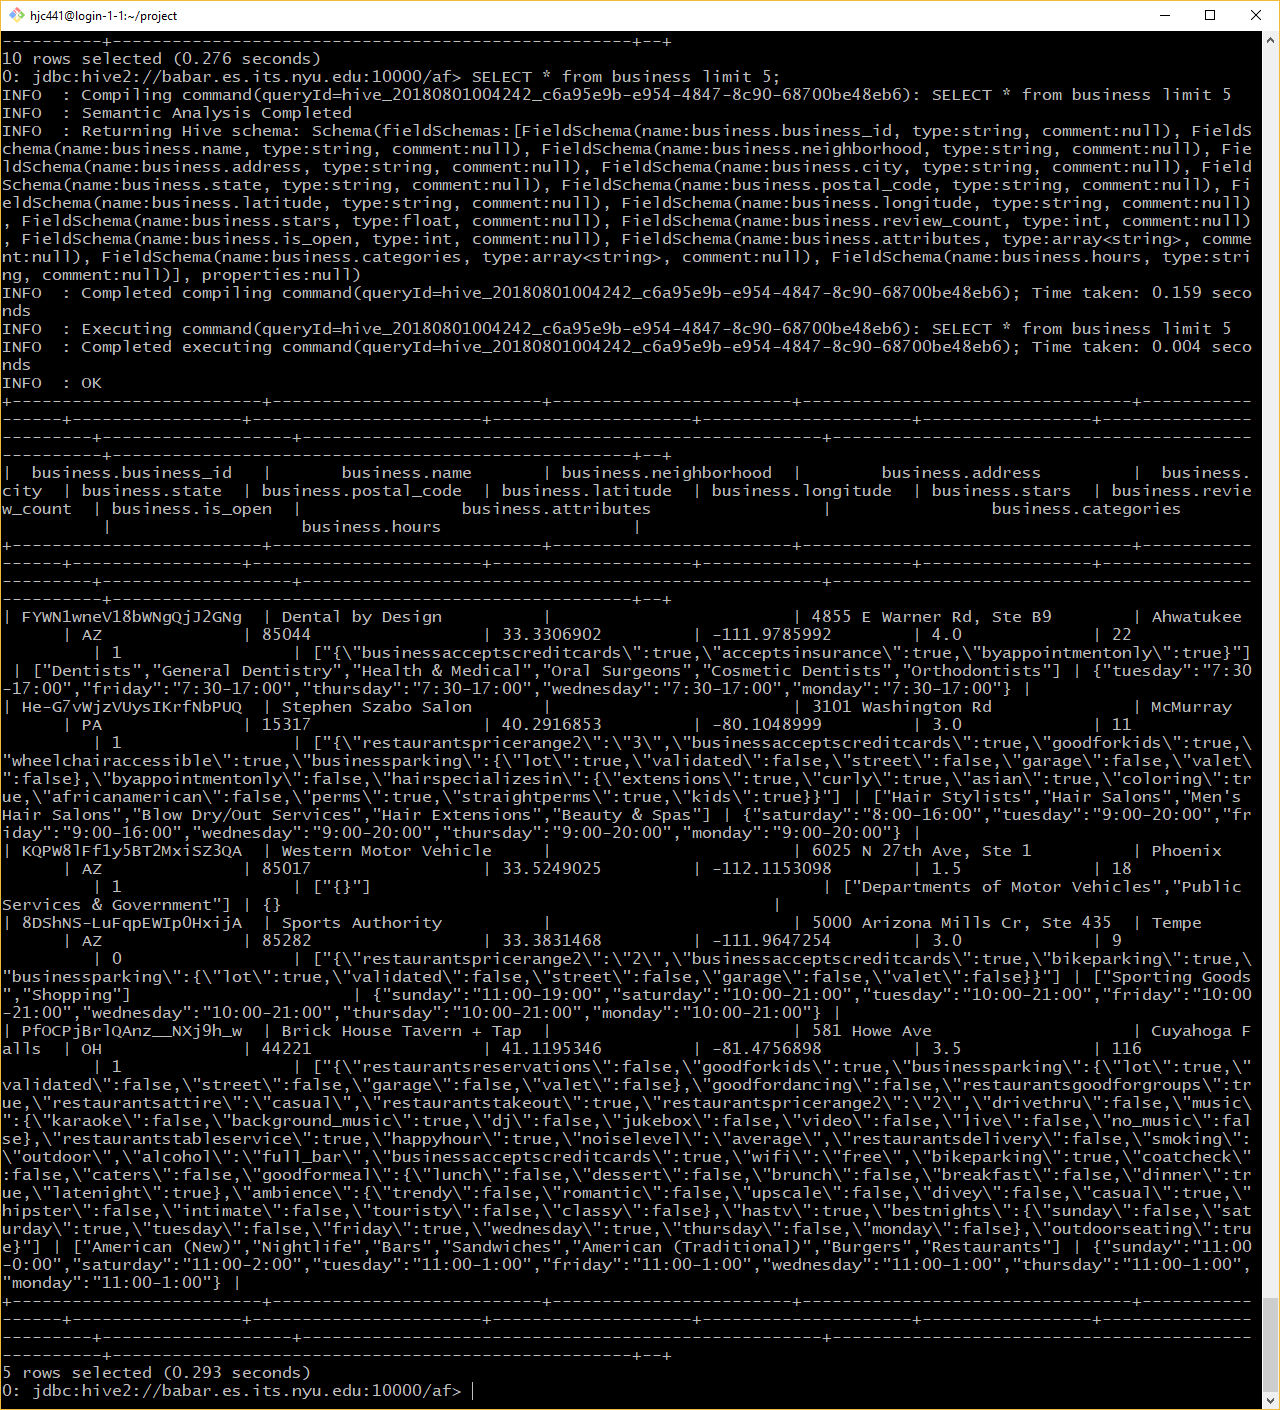 hjc441@login-1-1:~/project
----------+----------------------------------------------------+--+
10 rows selected (0.276 seconds)
0: jdbc:hive2://babar.es.its.nyu.edu:10000/af> SELECT * from business limit 5;
INFO  : Compiling command(queryId=hive_20180801004242_c6a95e9b-e954-4847-8c90-68700be48eb6): SELECT * from business limit 5
INFO  : Semantic Analysis Completed
INFO  : Returning Hive schema: Schema(fieldSchemas:[FieldSchema(name:business.business_id, type:string, comment:null), FieldS
chema(name:business.name, type:string, comment:null), FieldSchema(name:business.neighborhood, type:string, comment:null), Fie
ldSchema(name:business.address, type:string, comment:null), FieldSchema(name:business.city, type:string, comment:null), Field
Schema(name:business.state, type:string, comment:null), FieldSchema(name:business.postal_code, type:string, comment:null), Fi
eldSchema(name:business.latitude, type:string, comment:null), FieldSchema(name:business.longitude, type:string, comment:null)
, FieldSchema(name:business.stars, type:float, comment:null), FieldSchema(name:business.review_count, type:int, comment:null)
, FieldSchema(name:business.is_open, type:int, comment:null), FieldSchema(name:business.attributes, type:array<string>, comme
nt:null), FieldSchema(name:business.categories, type:array<string>, comment:null), FieldSchema(name:business.hours, type:stri
ng, comment:null)], properties:null)
INFO  : Completed compiling command(queryId=hive_20180801004242_c6a95e9b-e954-4847-8c90-68700be48eb6); Time taken: 0.159 seco
nds
INFO  : Executing command(queryId=hive_20180801004242_c6a95e9b-e954-4847-8c90-68700be48eb6): SELECT * from business limit 5
INFO  : Completed executing command(queryId=hive_20180801004242_c6a95e9b-e954-4847-8c90-68700be48eb6); Time taken: 0.004 seco
nds
INFO  : OK
+-------------------------+---------------------------+------------------------+---------------------------------+-----------
------+-----------------+-----------------------+--------------------+---------------------+-----------------+---------------
---------+-------------------+----------------------------------------------------+------------------------------------------
----------+----------------------------------------------------+--+
|  business.business_id   |       business.name       | business.neighborhood  |        business.address         |  business.
city  | business.state  | business.postal_code  | business.latitude  | business.longitude  | business.stars  | business.revie
w_count  | business.is_open  |                business.attributes                 |                business.categories
          |                   business.hours                   |
+-------------------------+---------------------------+------------------------+---------------------------------+-----------
------+-----------------+-----------------------+--------------------+---------------------+-----------------+---------------
---------+-------------------+----------------------------------------------------+------------------------------------------
----------+----------------------------------------------------+--+
| FYWN1wneV18bWNgQjJ2GNg  | Dental by Design          |                        | 4855 E Warner Rd, Ste B9        | Ahwatukee
      | AZ              | 85044                 | 33.3306902         | -111.9785992        | 4.0             | 22
         | 1                 | ["{\"businessacceptscreditcards\":true,\"acceptsinsurance\":true,\"byappointmentonly\":true}"]
 | ["Dentists","General Dentistry","Health & Medical","Oral Surgeons","Cosmetic Dentists","Orthodontists"] | {"tuesday":"7:30
-17:00","friday":"7:30-17:00","thursday":"7:30-17:00","wednesday":"7:30-17:00","monday":"7:30-17:00"} |
| He-G7vWjzVUysIKrfNbPUQ  | Stephen Szabo Salon       |                        | 3101 Washington Rd              | McMurray
      | PA              | 15317                 | 40.2916853         | -80.1048999         | 3.0             | 11
         | 1                 | ["{\"restaurantspricerange2\":\"3\",\"businessacceptscreditcards\":true,\"goodforkids\":true,\
"wheelchairaccessible\":true,\"businessparking\":{\"lot\":true,\"validated\":false,\"street\":false,\"garage\":false,\"valet\
":false},\"byappointmentonly\":false,\"hairspecializesin\":{\"extensions\":true,\"curly\":true,\"asian\":true,\"coloring\":tr
ue,\"africanamerican\":false,\"perms\":true,\"straightperms\":true,\"kids\":true}}"] | ["Hair Stylists","Hair Salons","Men's
Hair Salons","Blow Dry/Out Services","Hair Extensions","Beauty & Spas"] | {"saturday":"8:00-16:00","tuesday":"9:00-20:00","fr
iday":"9:00-16:00","wednesday":"9:00-20:00","thursday":"9:00-20:00","monday":"9:00-20:00"} |
| KQPW8lFf1y5BT2MxiSZ3QA  | Western Motor Vehicle     |                        | 6025 N 27th Ave, Ste 1          | Phoenix
      | AZ              | 85017                 | 33.5249025         | -112.1153098        | 1.5             | 18
         | 1                 | ["{}"]                                             | ["Departments of Motor Vehicles","Public
Services & Government"] | {}                                                 |
| 8DShNS-LuFqpEWIp0HxijA  | Sports Authority          |                        | 5000 Arizona Mills Cr, Ste 435  | Tempe
      | AZ              | 85282                 | 33.3831468         | -111.9647254        | 3.0             | 9
         | 0                 | ["{\"restaurantspricerange2\":\"2\",\"businessacceptscreditcards\":true,\"bikeparking\":true,\
"businessparking\":{\"lot\":true,\"validated\":false,\"street\":false,\"garage\":false,\"valet\":false}}"] | ["Sporting Goods
","Shopping"]                      | {"sunday":"11:00-19:00","saturday":"10:00-21:00","tuesday":"10:00-21:00","friday":"10:00
-21:00","wednesday":"10:00-21:00","thursday":"10:00-21:00","monday":"10:00-21:00"} |
| PfOCPjBrlQAnz__NXj9h_w  | Brick House Tavern + Tap  |                        | 581 Howe Ave                    | Cuyahoga F
alls  | OH              | 44221                 | 41.1195346         | -81.4756898         | 3.5             | 116
         | 1                 | ["{\"restaurantsreservations\":false,\"goodforkids\":true,\"businessparking\":{\"lot\":true,\"
validated\":false,\"street\":false,\"garage\":false,\"valet\":false},\"goodfordancing\":false,\"restaurantsgoodforgroups\":tr
ue,\"restaurantsattire\":\"casual\",\"restaurantstakeout\":true,\"restaurantspricerange2\":\"2\",\"drivethru\":false,\"music\
":{\"karaoke\":false,\"background_music\":true,\"dj\":false,\"jukebox\":false,\"video\":false,\"live\":false,\"no_music\":fal
se},\"restaurantstableservice\":true,\"happyhour\":true,\"noiselevel\":\"average\",\"restaurantsdelivery\":false,\"smoking\":
\"outdoor\",\"alcohol\":\"full_bar\",\"businessacceptscreditcards\":true,\"wifi\":\"free\",\"bikeparking\":true,\"coatcheck\"
:false,\"caters\":false,\"goodformeal\":{\"lunch\":false,\"dessert\":false,\"brunch\":false,\"breakfast\":false,\"dinner\":tr
ue,\"latenight\":true},\"ambience\":{\"trendy\":false,\"romantic\":false,\"upscale\":false,\"divey\":false,\"casual\":true,\"
hipster\":false,\"intimate\":false,\"touristy\":false,\"classy\":false},\"hastv\":true,\"bestnights\":{\"sunday\":false,\"sat
urday\":true,\"tuesday\":false,\"friday\":true,\"wednesday\":true,\"thursday\":false,\"monday\":false},\"outdoorseating\":tru
e}"] | ["American (New)","Nightlife","Bars","Sandwiches","American (Traditional)","Burgers","Restaurants"] | {"sunday":"11:00
-0:00","saturday":"11:00-2:00","tuesday":"11:00-1:00","friday":"11:00-1:00","wednesday":"11:00-1:00","thursday":"11:00-1:00",
"monday":"11:00-1:00"} |
+-------------------------+---------------------------+------------------------+---------------------------------+-----------
------+-----------------+-----------------------+--------------------+---------------------+-----------------+---------------
---------+-------------------+----------------------------------------------------+------------------------------------------
----------+----------------------------------------------------+--+
5 rows selected (0.293 seconds)
0: jdbc:hive2://babar.es.its.nyu.edu:10000/af>